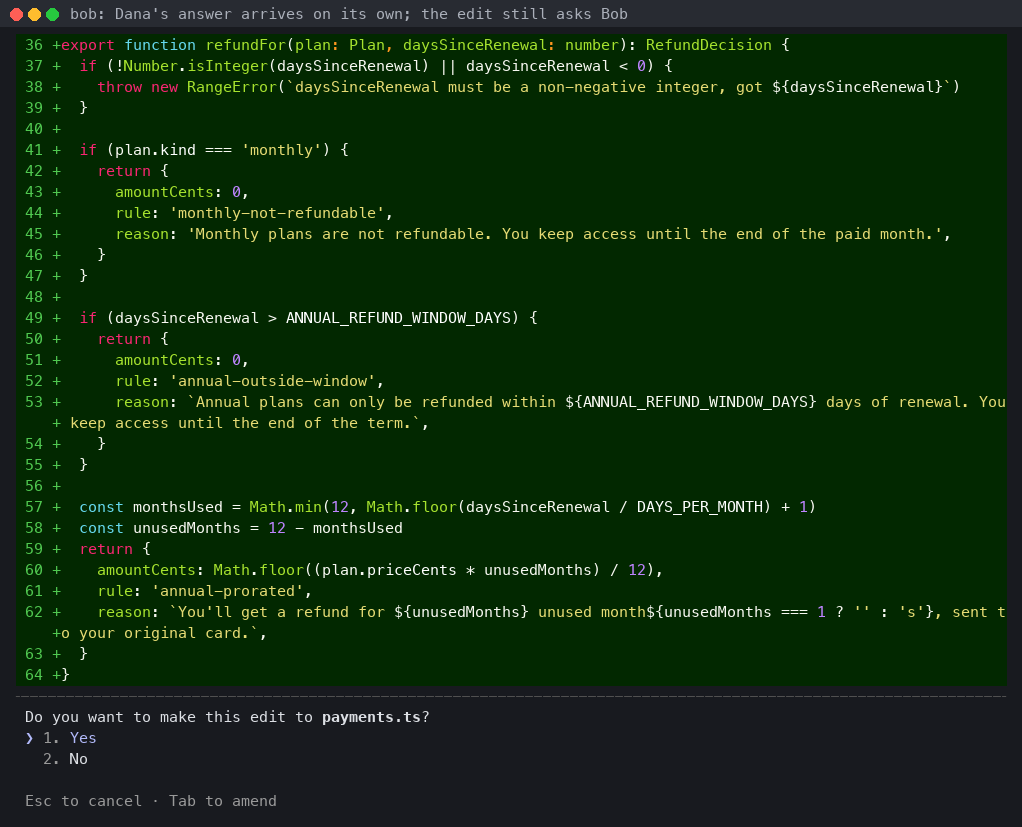 bob: Dana's answer arrives on its own; the edit still asks Bob
36 +export function refundFor(plan: Plan, daysSinceRenewal: number): RefundDecision {
37 +  if (!Number.isInteger(daysSinceRenewal) || daysSinceRenewal < 0) {
38 +    throw new RangeError(`daysSinceRenewal must be a non-negative integer, got ${daysSinceRenewal}`)
39 +  }
40 +
41 +  if (plan.kind === 'monthly') {
42 +    return {
43 +      amountCents: 0,
44 +      rule: 'monthly-not-refundable',
45 +      reason: 'Monthly plans are not refundable. You keep access until the end of the paid month.',
46 +    }
47 +  }
48 +
49 +  if (daysSinceRenewal > ANNUAL_REFUND_WINDOW_DAYS) {
50 +    return {
51 +      amountCents: 0,
52 +      rule: 'annual-outside-window',
53 +      reason: `Annual plans can only be refunded within ${ANNUAL_REFUND_WINDOW_DAYS} days of renewal. You
   + keep access until the end of the term.`,
54 +    }
55 +  }
56 +
57 +  const monthsUsed = Math.min(12, Math.floor(daysSinceRenewal / DAYS_PER_MONTH) + 1)
58 +  const unusedMonths = 12 - monthsUsed
59 +  return {
60 +    amountCents: Math.floor((plan.priceCents * unusedMonths) / 12),
61 +    rule: 'annual-prorated',
62 +    reason: `You'll get a refund for ${unusedMonths} unused month${unusedMonths === 1 ? '' : 's'}, sent t
   +o your original card.`,
63 +  }
64 +}
Do you want to make this edit to payments.ts?
❯ 1. Yes
  2. No
Esc to cancel · Tab to amend